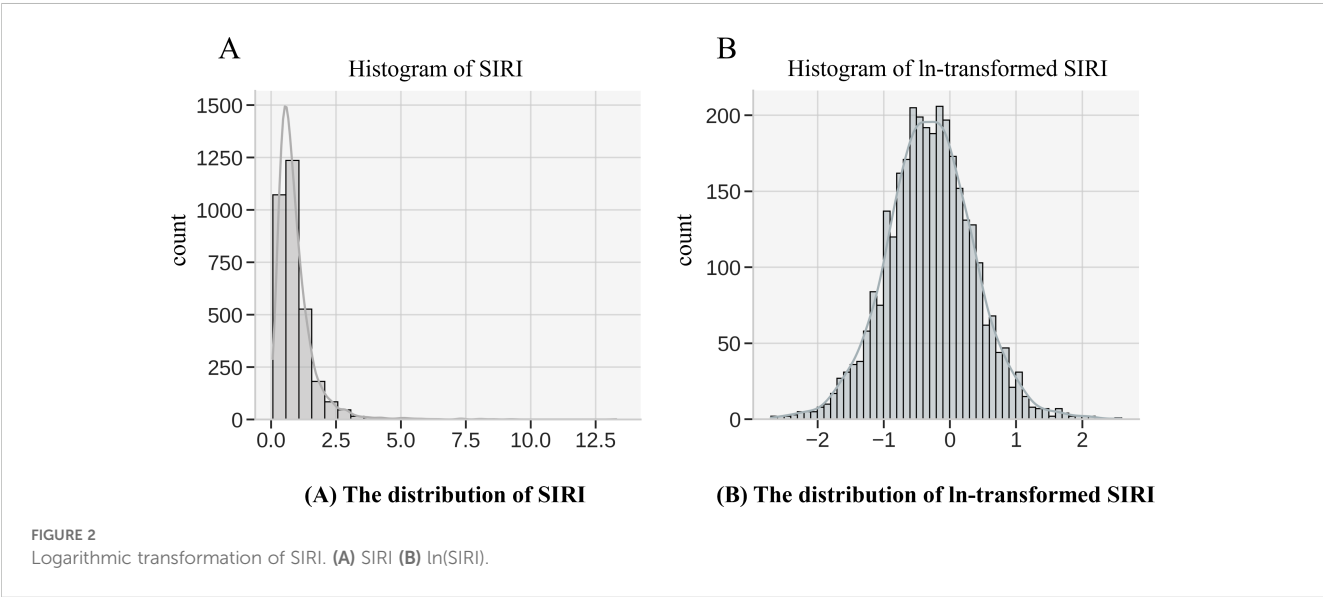 A
Histogram of SIRI
1500
1250
1000
750
500
250
0
count
0.0 2.5 5.0 7.5 10.0 12.5
(A) The distribution of SIRI
B
Histogram of ln-transformed SIRI
200
150
100
50
0
count
−2 −1 0 1 2
(B) The distribution of ln-transformed SIRI
FIGURE 2
Logarithmic transformation of SIRI. (A) SIRI (B) ln(SIRI).